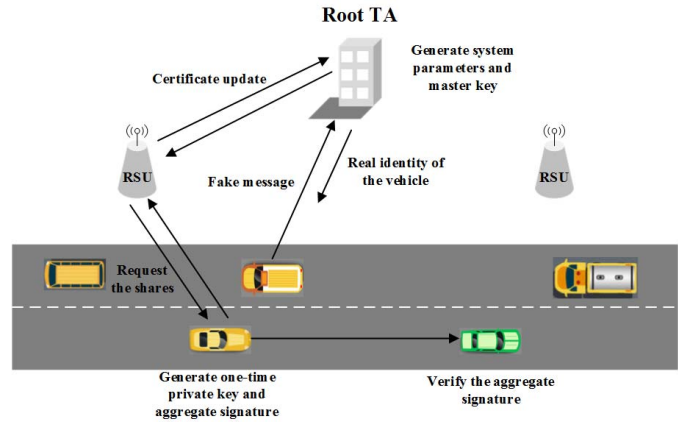 Root TA
Generate system
parameters and
master key
Certificate update
RSU
Fake message
Real identity of
the vehicle
RSU
Request
the shares
Generate one-time
private key and
aggregate signature
Verify the aggregate
signature